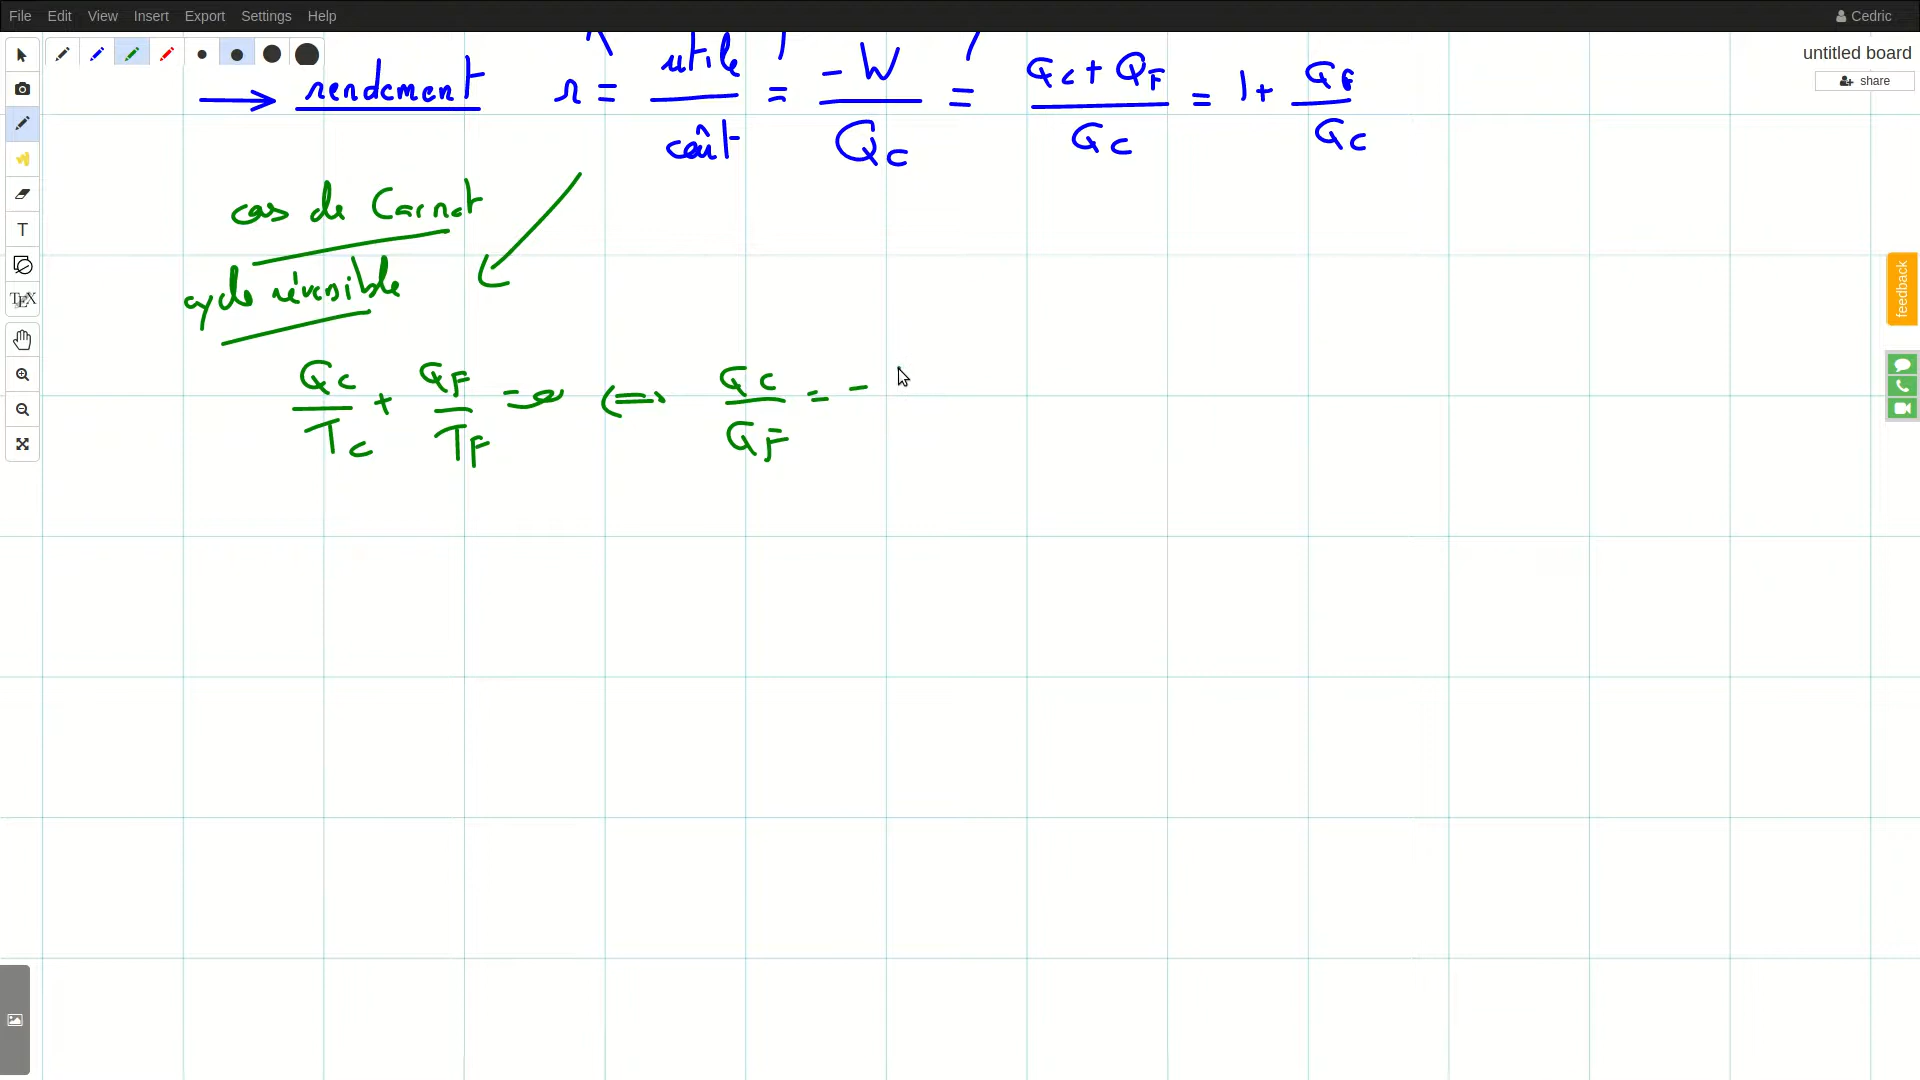 File Edit View Insert Export Settings Help
Cedric
untitled board
share
→ rendement r = utile / coût = -W / Qc = Qc + QF / Qc = 1 + QF / Qc
cas de Carnot
cycle réversible
Qc / Tc + QF / TF = 0 ⟺ Qc / QF = -
T
TEX
feedback